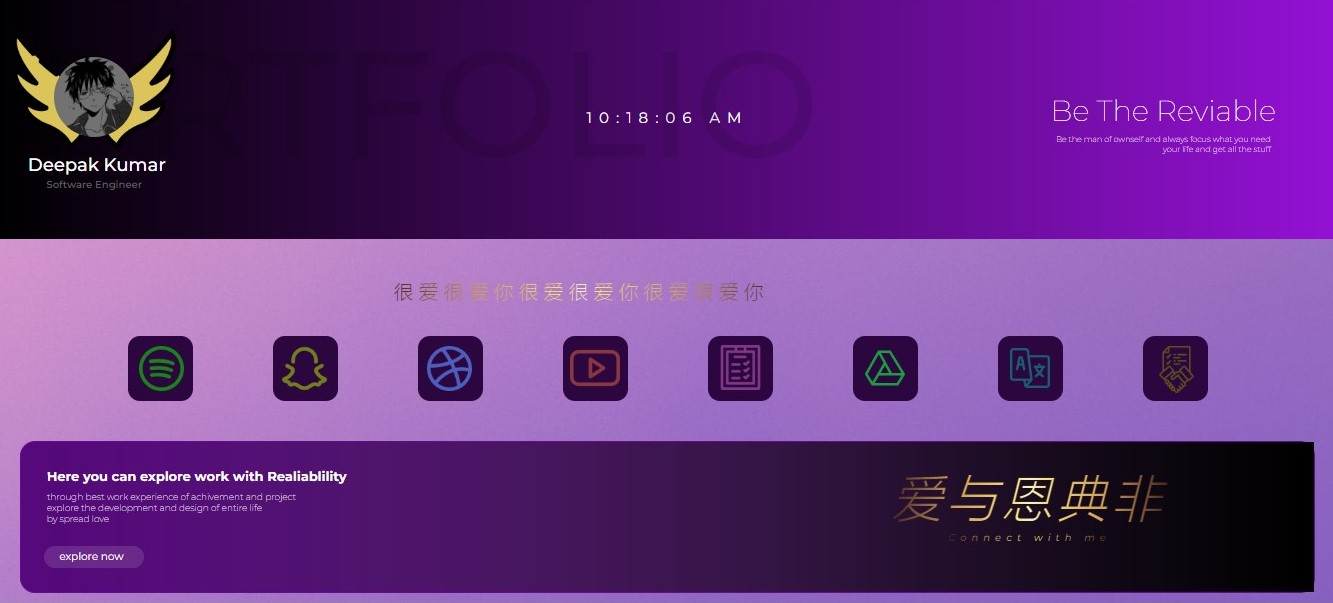 RTFOLIO
10:18:06 AM
Be The Reviable
Be the man of ownself and always focus what you need
your life and get all the stuff
Deepak Kumar
Software Engineer
很爱很爱你很爱很爱你很爱很爱你
A 文
Here you can explore work with Realiablility
through best work experience of achivement and project
explore the development and design of entire life
by spread love
explore now
爱与恩典非
Connect with me